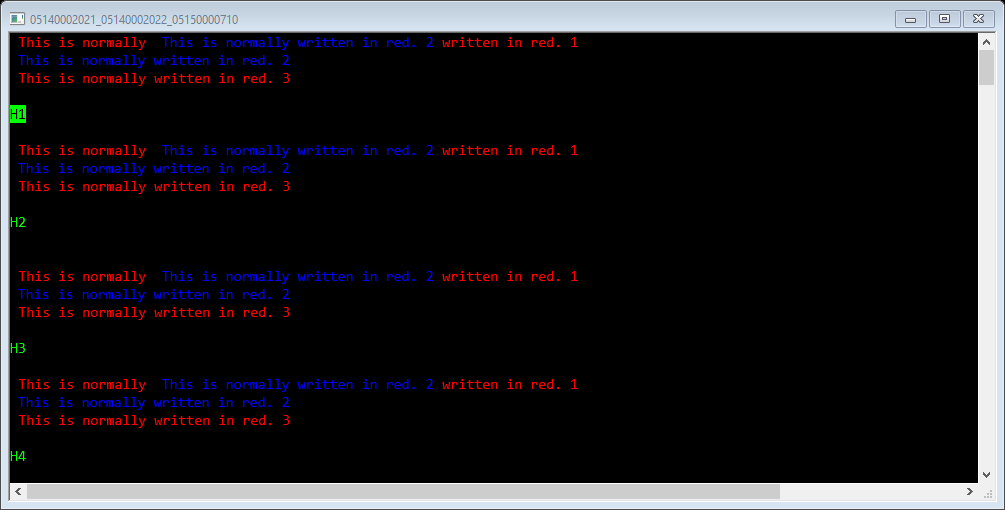 05140002021_05140002022_05150000710
This is normally  This is normally written in red. 2 written in red. 1
This is normally written in red. 2
This is normally written in red. 3
H1
This is normally  This is normally written in red. 2 written in red. 1
This is normally written in red. 2
This is normally written in red. 3
H2
This is normally  This is normally written in red. 2 written in red. 1
This is normally written in red. 2
This is normally written in red. 3
H3
This is normally  This is normally written in red. 2 written in red. 1
This is normally written in red. 2
This is normally written in red. 3
H4